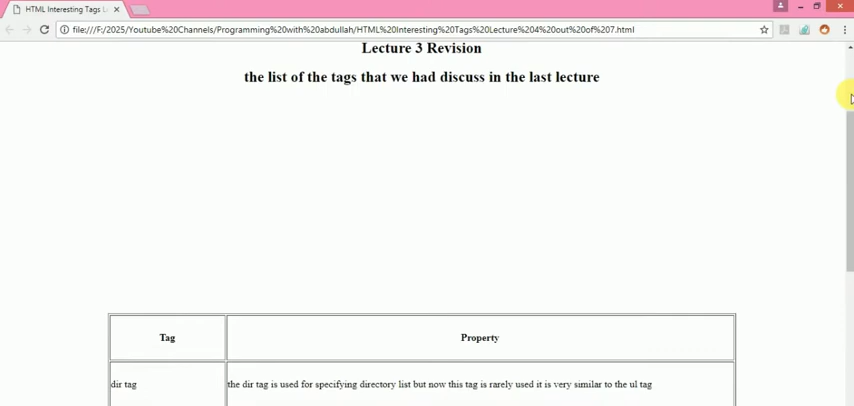 HTML Interesting Tags L
file:///F:/2025/Youtube%20Channels/Programming%20with%20abdullah/HTML%20Interesting%20Tags%20Lecture%204%20out%20of%207.html
Lecture 3 Revision
the list of the tags that we had discuss in the last lecture
Tag Property
dir tag the dir tag is used for specifying directory list but now this tag is rarely used it is very similar to the ul tag